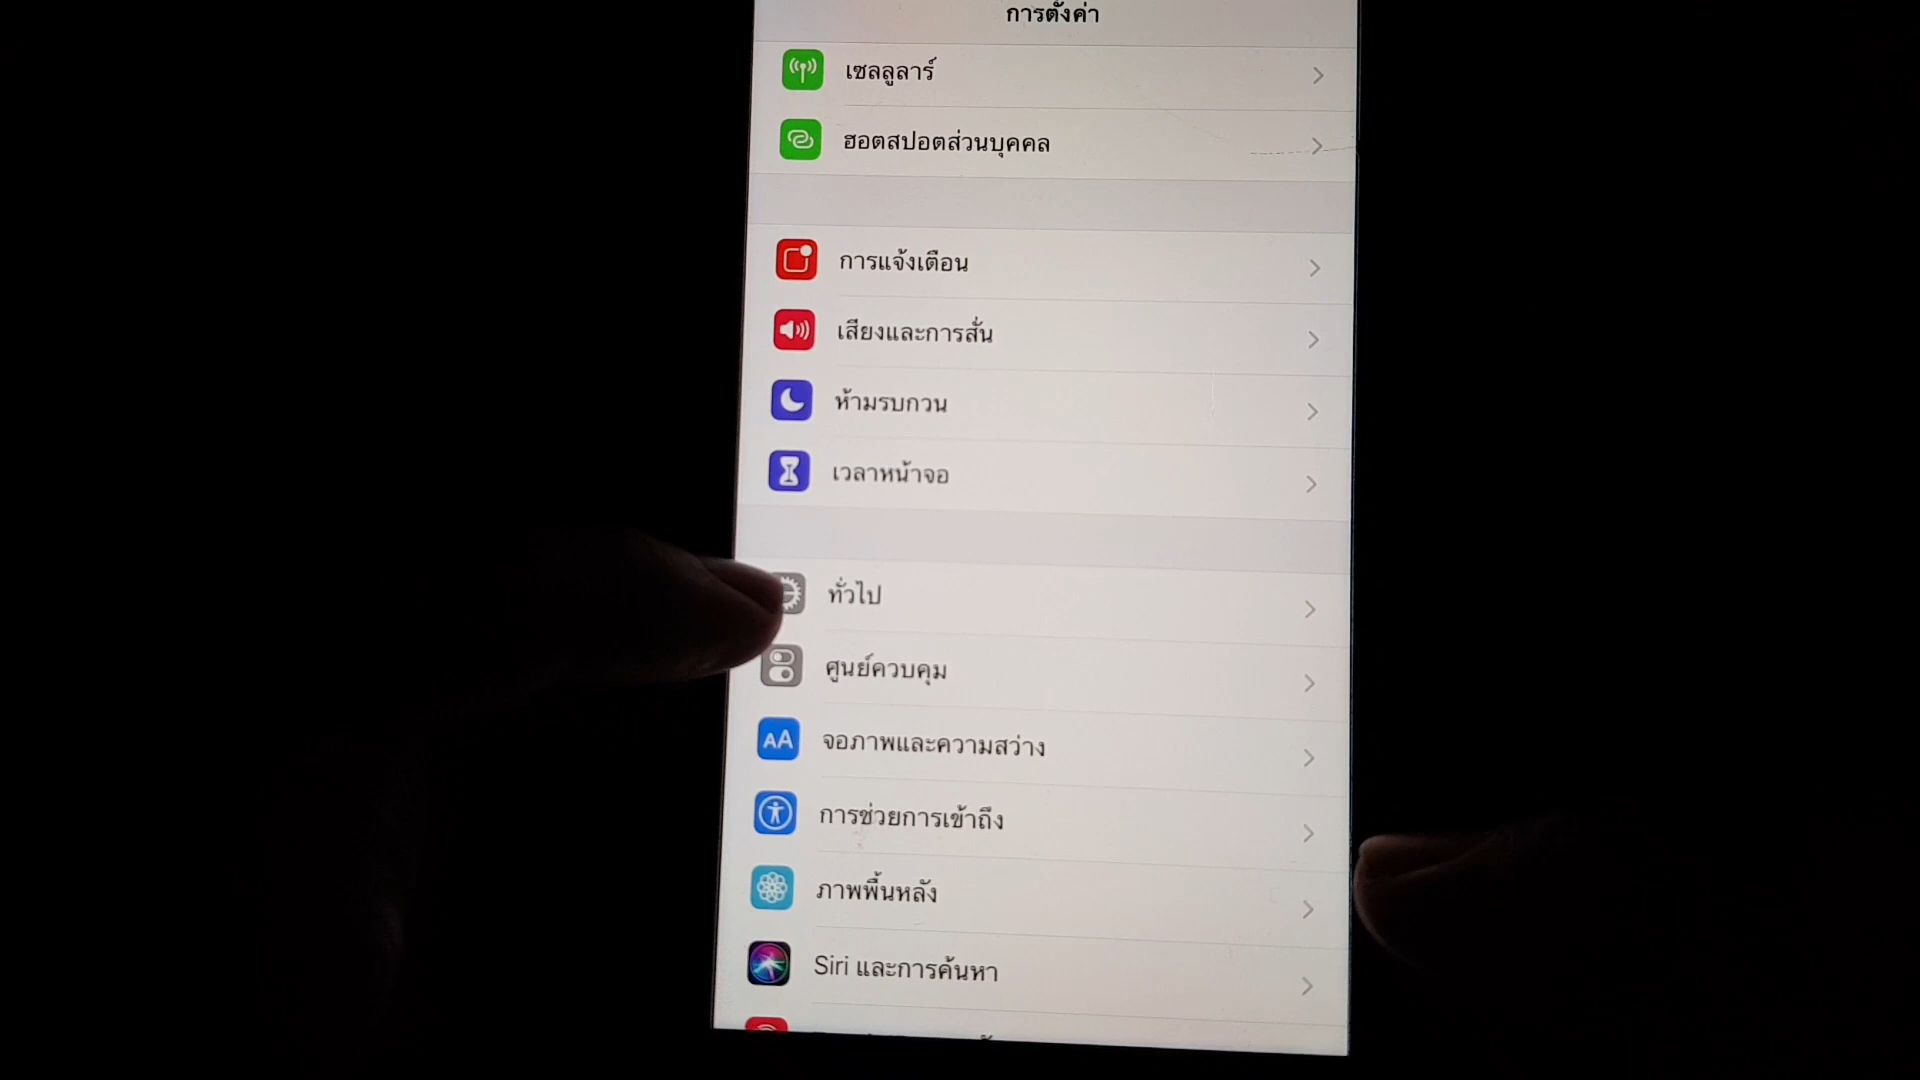 การตั้งค่า
เซลลูลาร์
ฮอตสปอตส่วนบุคคล
การแจ้งเตือน
เสียงและการสั่น
ห้ามรบกวน
เวลาหน้าจอ
ทั่วไป
ศูนย์ควบคุม
AA
จอภาพและความสว่าง
การช่วยการเข้าถึง
ภาพพื้นหลัง
Siri และการค้นหา